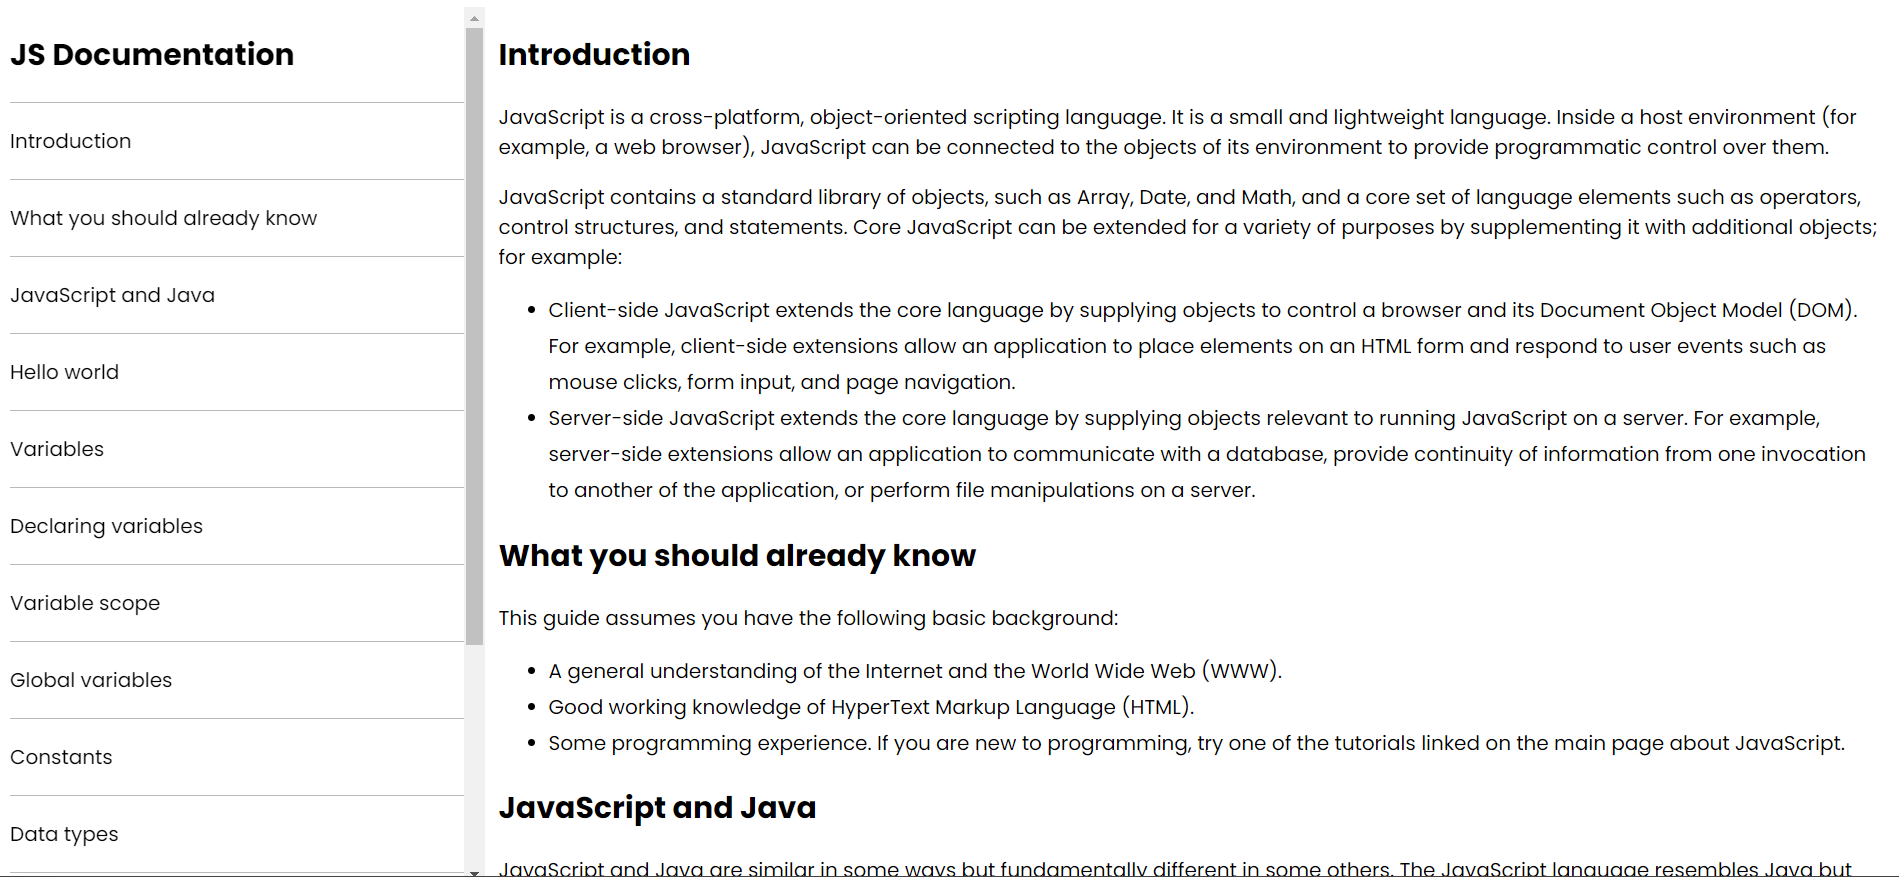 JS Documentation
Introduction
What you should already know
JavaScript and Java
Hello world
Variables
Declaring variables
Variable scope
Global variables
Constants
Data types
Introduction
JavaScript is a cross-platform, object-oriented scripting language. It is a small and lightweight language. Inside a host environment (for
example, a web browser), JavaScript can be connected to the objects of its environment to provide programmatic control over them.
JavaScript contains a standard library of objects, such as Array, Date, and Math, and a core set of language elements such as operators,
control structures, and statements. Core JavaScript can be extended for a variety of purposes by supplementing it with additional objects;
for example:
• Client-side JavaScript extends the core language by supplying objects to control a browser and its Document Object Model (DOM).
For example, client-side extensions allow an application to place elements on an HTML form and respond to user events such as
mouse clicks, form input, and page navigation.
• Server-side JavaScript extends the core language by supplying objects relevant to running JavaScript on a server. For example,
server-side extensions allow an application to communicate with a database, provide continuity of information from one invocation
to another of the application, or perform file manipulations on a server.
What you should already know
This guide assumes you have the following basic background:
• A general understanding of the Internet and the World Wide Web (WWW).
• Good working knowledge of HyperText Markup Language (HTML).
• Some programming experience. If you are new to programming, try one of the tutorials linked on the main page about JavaScript.
JavaScript and Java
JavaScript and Java are similar in some ways but fundamentally different in some others. The JavaScript language resembles Java but